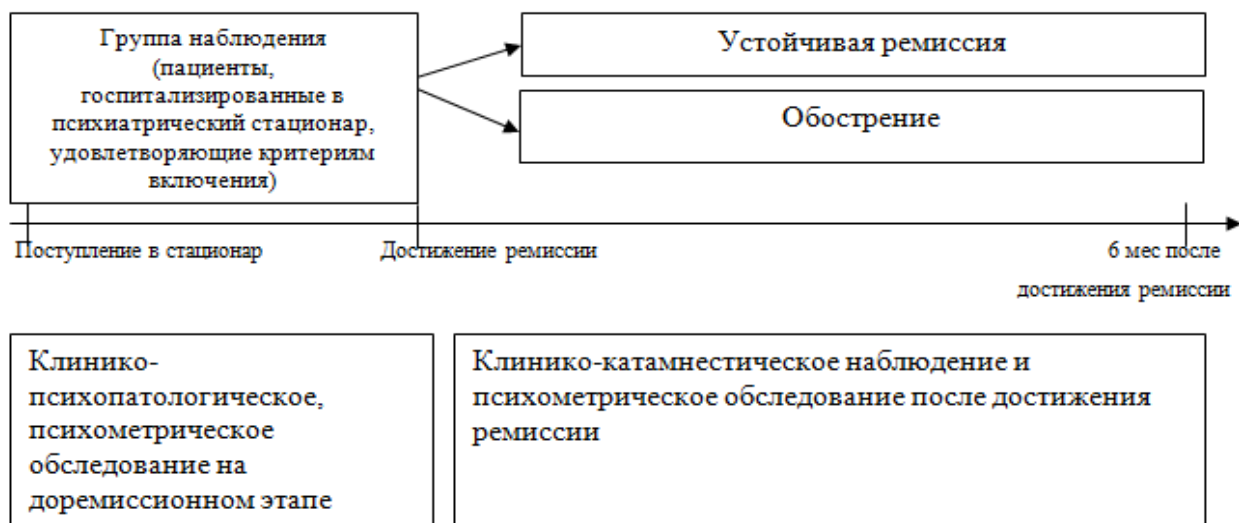 Группа наблюдения
(пациенты,
госпитализированные в
психиатрический стационар,
удовлетворяющие критериям
включения)
Устойчивая ремиссия
Обострение
Поступление в стационар
Достижение ремиссии
6 мес после
достижения ремиссии
Клинико-
психопатологическое,
психометрическое
обследование на
доремиссионном этапе
Клинико-катамнестическое наблюдение и
психометрическое обследование после достижения
ремиссии